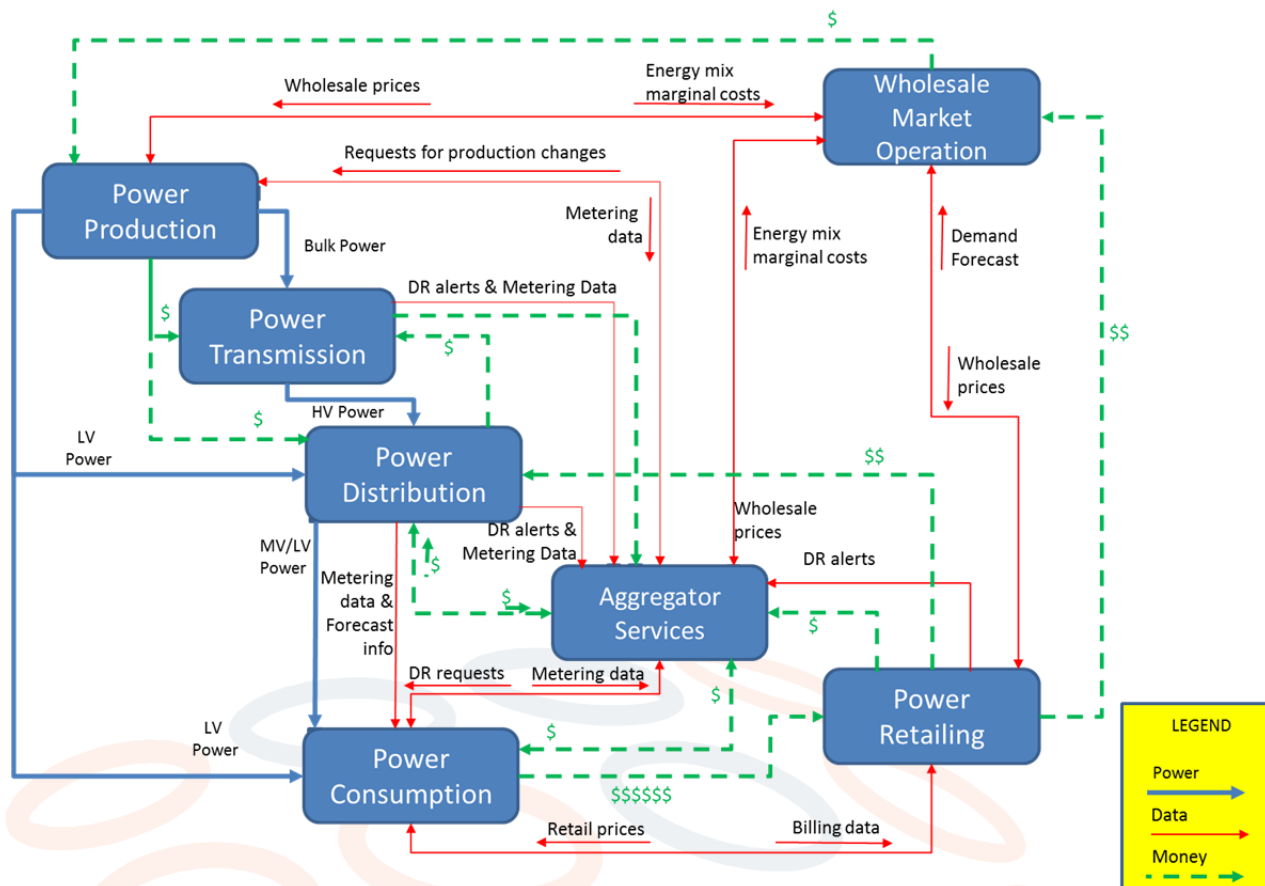 $
Wholesale prices
Energy mix
marginal costs
Wholesale
Market
Operation
Requests for production changes
Power
Production
Metering
data
Energy mix
marginal costs
Demand
Forecast
Bulk Power
DR alerts & Metering Data
$
Power
Transmission
$
$$
Wholesale
prices
HV Power
$
LV
Power
Power
Distribution
$$
DR alerts &
Metering Data
Wholesale
prices
MV/LV
Power
Metering
data &
Forecast
info
$
$
DR alerts
Aggregator
Services
$
DR requests
Metering data
$
Power
Retailing
LV
Power
Power
Consumption
$
$$$$$$
Retail prices
Billing data
LEGEND
Power
Data
Money